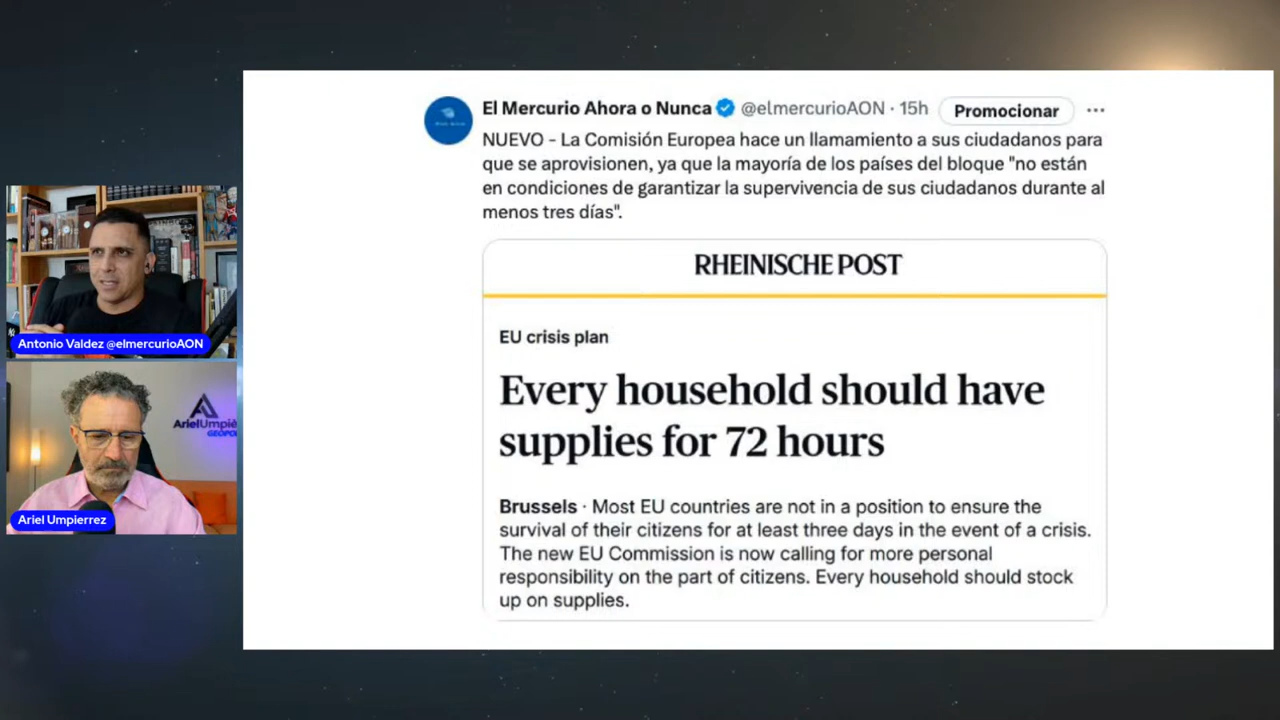 El Mercurio Ahora o Nunca @elmercurioAON · 15h Promocionar ...
NUEVO - La Comisión Europea hace un llamamiento a sus ciudadanos para
que se aprovisionen, ya que la mayoría de los países del bloque "no están
en condiciones de garantizar la supervivencia de sus ciudadanos durante al
menos tres días".
RHEINISCHE POST
EU crisis plan
Every household should have
supplies for 72 hours
Brussels · Most EU countries are not in a position to ensure the
survival of their citizens for at least three days in the event of a crisis.
The new EU Commission is now calling for more personal
responsibility on the part of citizens. Every household should stock
up on supplies.
Antonio Valdez @elmercurioAON
ArielUmpié
GEOPOL
Ariel Umpierrez